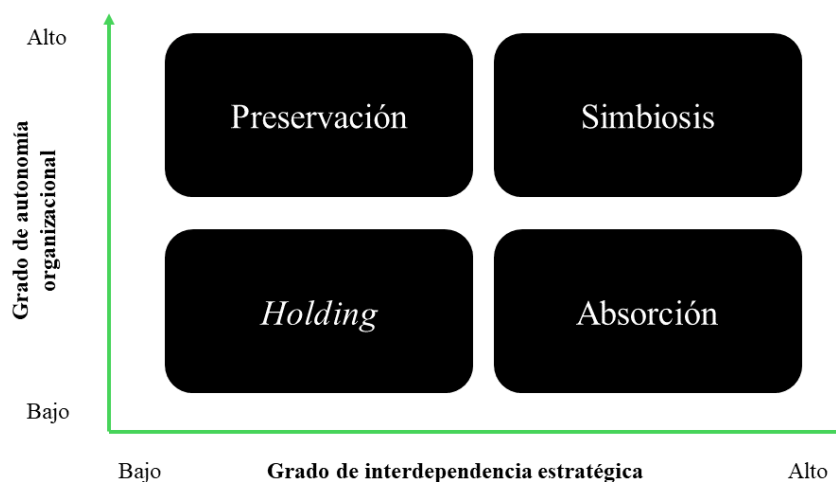 Alto
Grado de autonomía
organizacional
Preservación
Simbiosis
Holding
Absorción
Bajo
Bajo
Grado de interdependencia estratégica
Alto